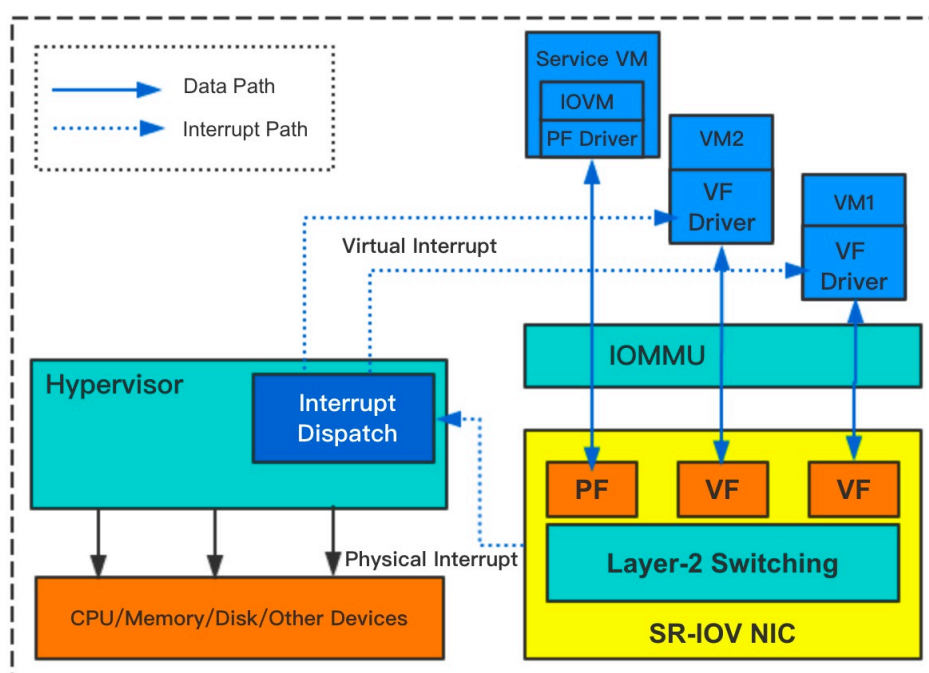 Data Path
Interrupt Path
Service VM
IOVM
PF Driver
VM2
VF
Driver
VM1
VF
Driver
Virtual Interrupt
IOMMU
Hypervisor
Interrupt
Dispatch
PF
VF
VF
Layer-2 Switching
SR-IOV NIC
Physical Interrupt
CPU/Memory/Disk/Other Devices